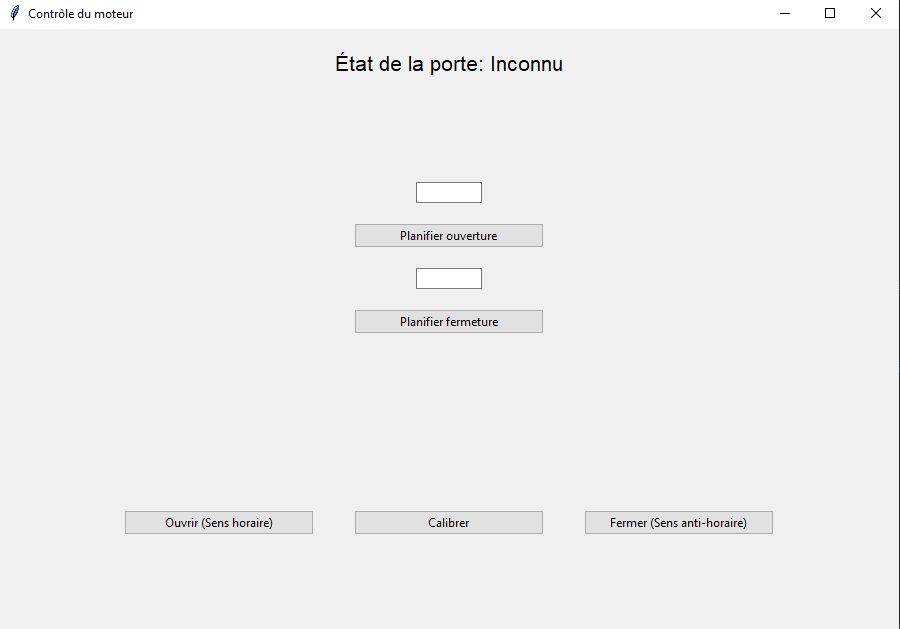 Contrôle du moteur
État de la porte: Inconnu
Planifier ouverture
Planifier fermeture
Ouvrir (Sens horaire)
Calibrer
Fermer (Sens anti-horaire)